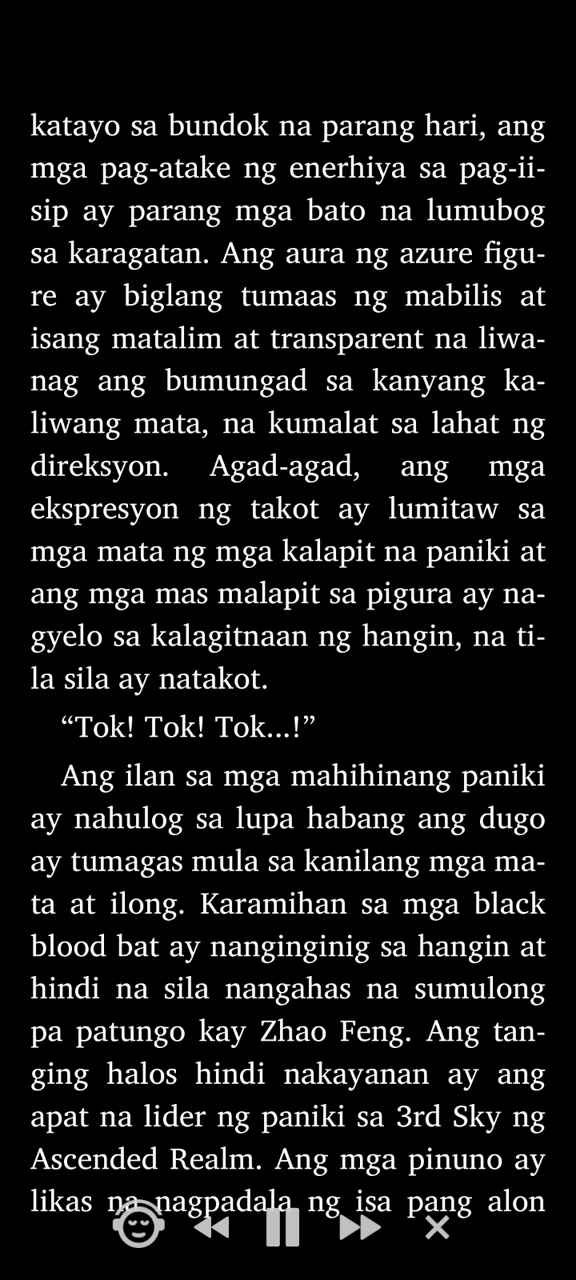 katayo sa bundok na parang hari, ang
mga pag-atake ng enerhiya sa pag-ii-
sip ay parang mga bato na lumubog
sa karagatan. Ang aura ng azure figu-
re ay biglang tumaas ng mabilis at
isang matalim at transparent na liwa-
nag ang bumungad sa kanyang ka-
liwang mata, na kumalat sa lahat ng
direksyon. Agad-agad, ang mga
ekspresyon ng takot ay lumitaw sa
mga mata ng mga kalapit na paniki at
ang mga mas malapit sa pigura ay na-
gyelo sa kalagitnaan ng hangin, na ti-
la sila ay natakot.
“Tok! Tok! Tok...!”
Ang ilan sa mga mahihinang paniki
ay nahulog sa lupa habang ang dugo
ay tumagas mula sa kanilang mga ma-
ta at ilong. Karamihan sa mga black
blood bat ay nanginginig sa hangin at
hindi na sila nangahas na sumulong
pa patungo kay Zhao Feng. Ang tan-
ging halos hindi nakayanan ay ang
apat na lider ng paniki sa 3rd Sky ng
Ascended Realm. Ang mga pinuno ay
likas na nagpadala ng isa pang alon